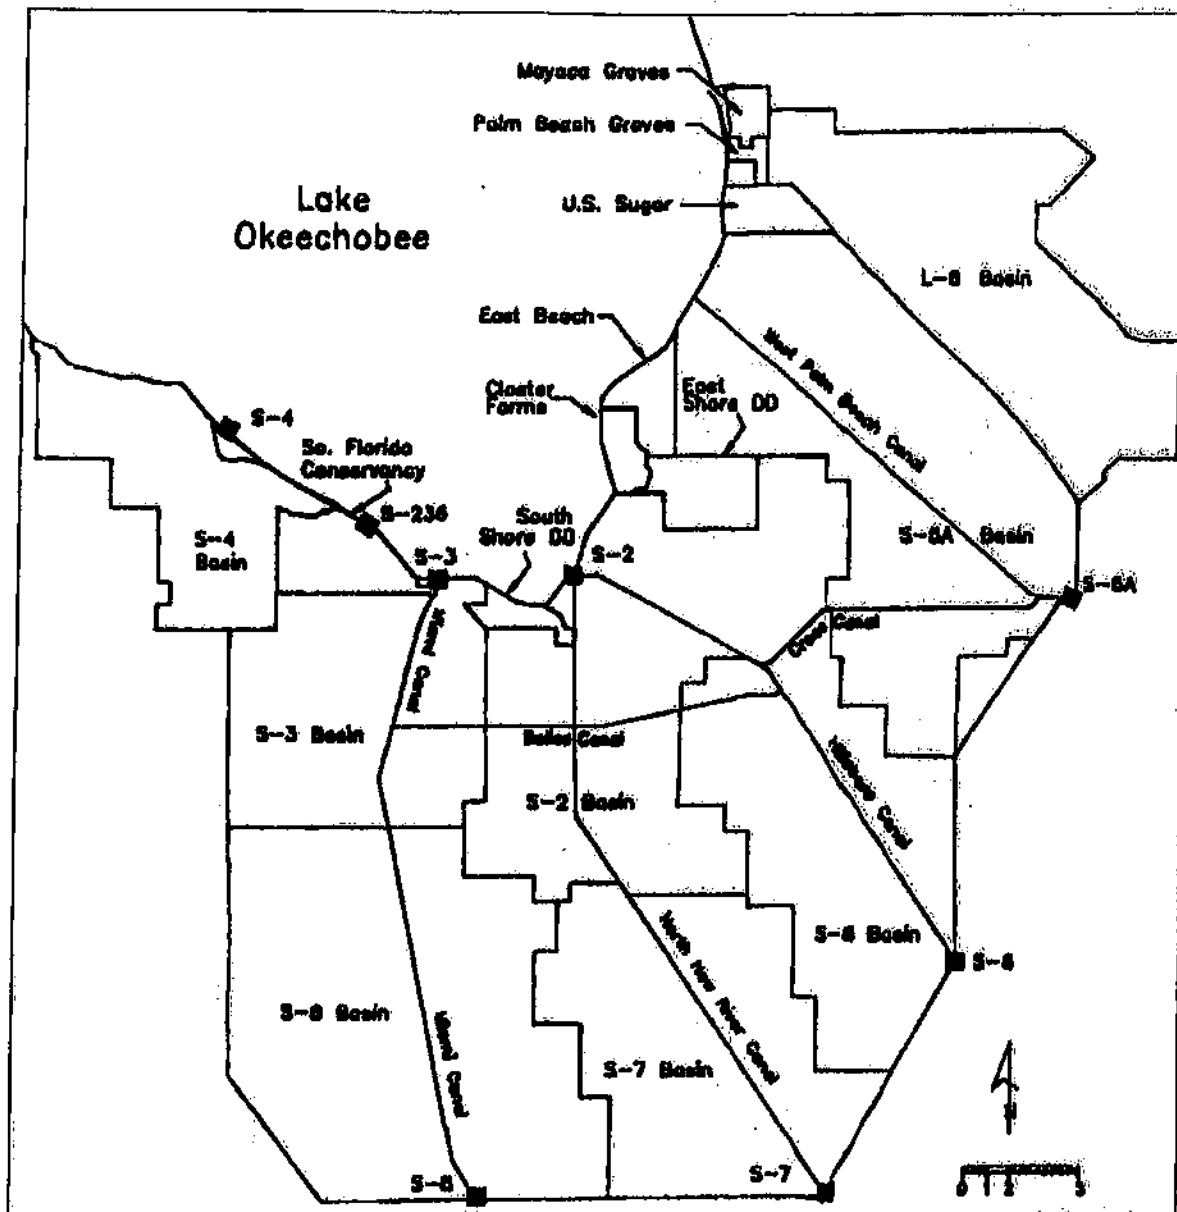 Mayaca Groves
Palm Beach Groves
Lake
Okeechobee
U.S. Sugar
L-8 Basin
East Beach
West Palm Beach Canal
Closter
Farms
East
Shore DD
S-4
So. Florida
Conservancy
S-236
S-4
Basin
South
Shore DD
S-3
S-2
S-5A Basin
S-5A
Miami Canal
Cross Canal
S-3 Basin
Bolles Canal
Hillsboro Canal
S-2 Basin
S-6 Basin
S-6
North New River Canal
S-8 Basin
Miami Canal
S-7 Basin
N
S-8
S-7
0